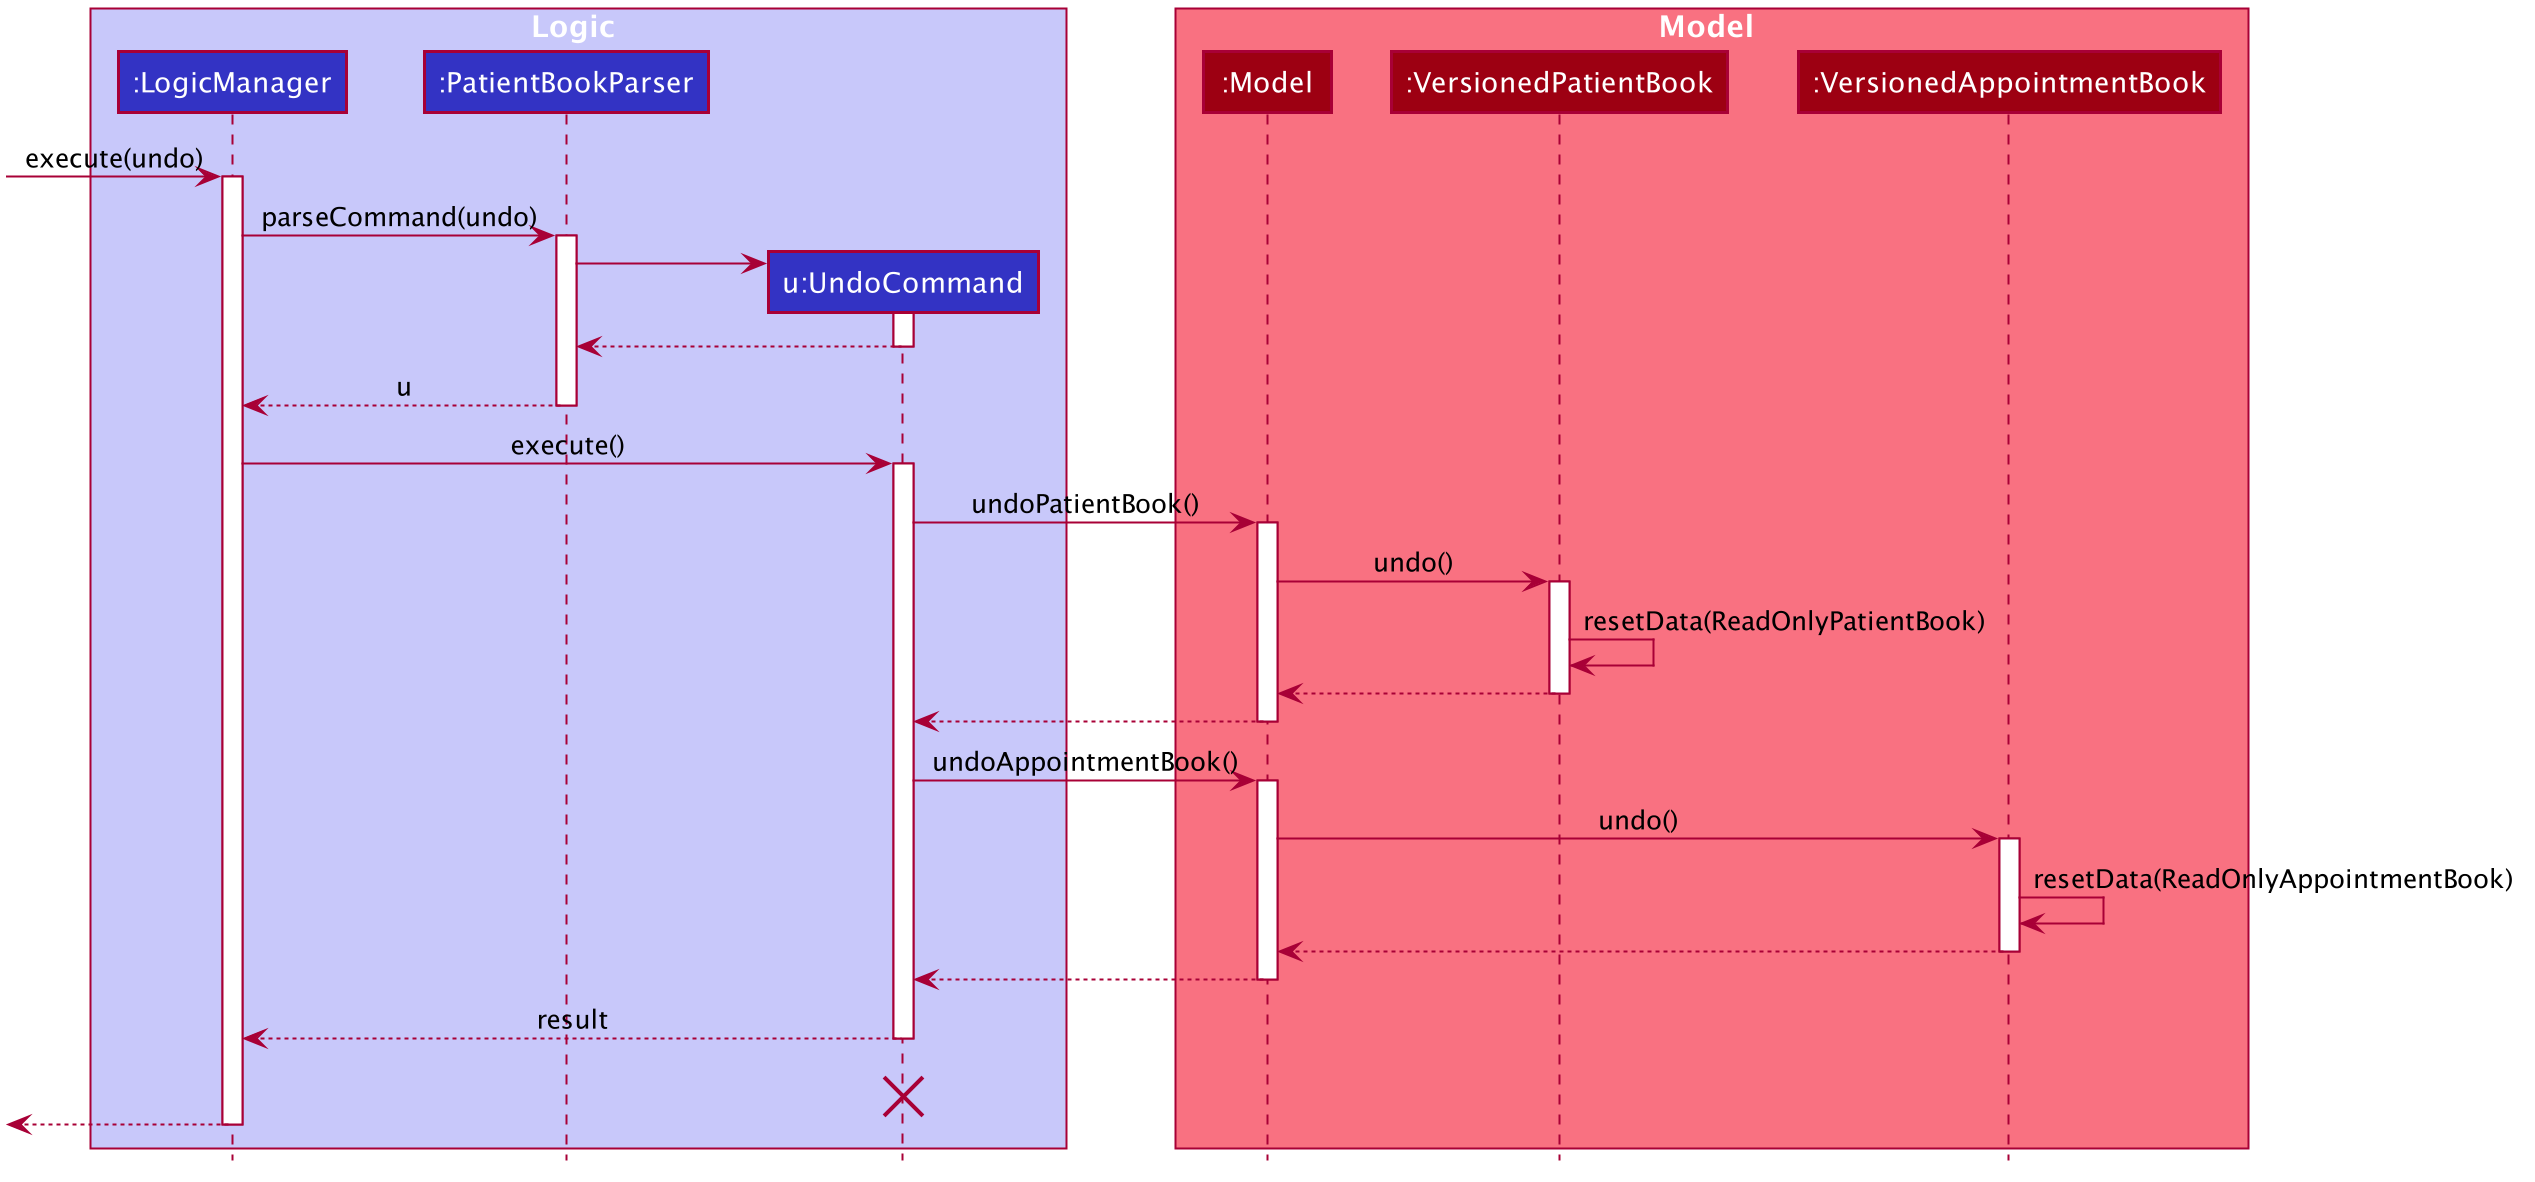 Logic
Model
:LogicManager
:PatientBookParser
:Model
:VersionedPatientBook
:VersionedAppointmentBook
execute(undo)
parseCommand(undo)
u:UndoCommand
u
execute()
undoPatientBook()
undo()
resetData(ReadOnlyPatientBook)
undoAppointmentBook()
undo()
resetData(ReadOnlyAppointmentBook)
result